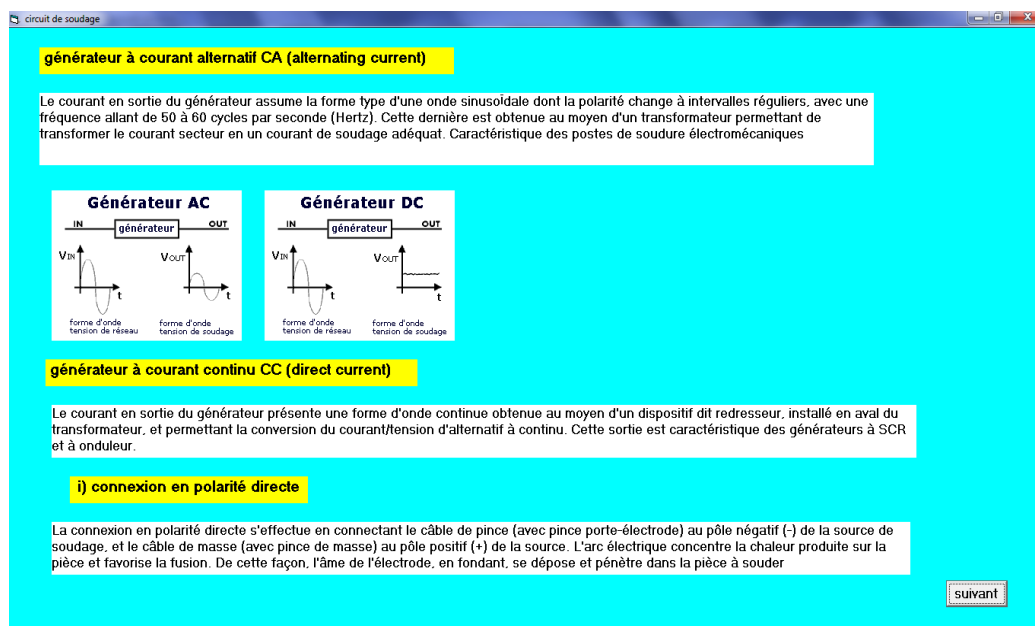 circuit de soudage
générateur à courant alternatif CA (alternating current)
Le courant en sortie du générateur assume la forme type d'une onde sinusoïdale dont la polarité change à intervalles réguliers, avec une
fréquence allant de 50 à 60 cycles par seconde (Hertz). Cette dernière est obtenue au moyen d'un transformateur permettant de
transformer le courant secteur en un courant de soudage adéquat. Caractéristique des postes de soudure électromécaniques
Générateur AC
IN générateur OUT
VIN VOUT
t t
forme d'onde forme d'onde
tension de réseau tension de soudage
Générateur DC
IN générateur OUT
VIN VOUT
t t
forme d'onde forme d'onde
tension de réseau tension de soudage
générateur à courant continu CC (direct current)
Le courant en sortie du générateur présente une forme d'onde continue obtenue au moyen d'un dispositif dit redresseur, installé en aval du
transformateur, et permettant la conversion du courant/tension d'alternatif à continu. Cette sortie est caractéristique des générateurs à SCR
et à onduleur.
i) connexion en polarité directe
La connexion en polarité directe s'effectue en connectant le câble de pince (avec pince porte-électrode) au pôle négatif (-) de la source de
soudage, et le câble de masse (avec pince de masse) au pôle positif (+) de la source. L'arc électrique concentre la chaleur produite sur la
pièce et favorise la fusion. De cette façon, l'âme de l'électrode, en fondant, se dépose et pénètre dans la pièce à souder
suivant